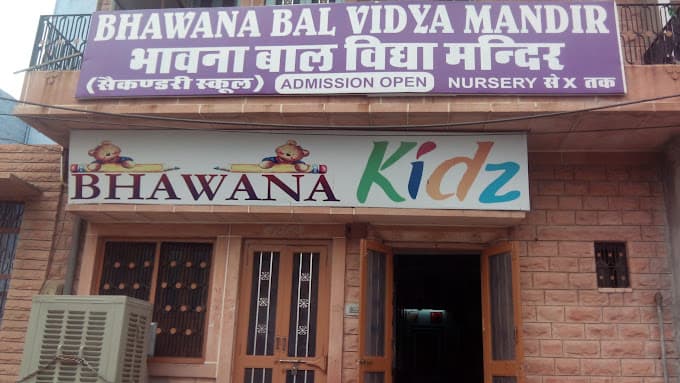 BHAWANA BAL VIDYA MANDIR
भावना बाल विद्या मन्दिर
(सैकण्डरी स्कूल) ADMISSION OPEN NURSERY से X तक
BHAWANA Kidz